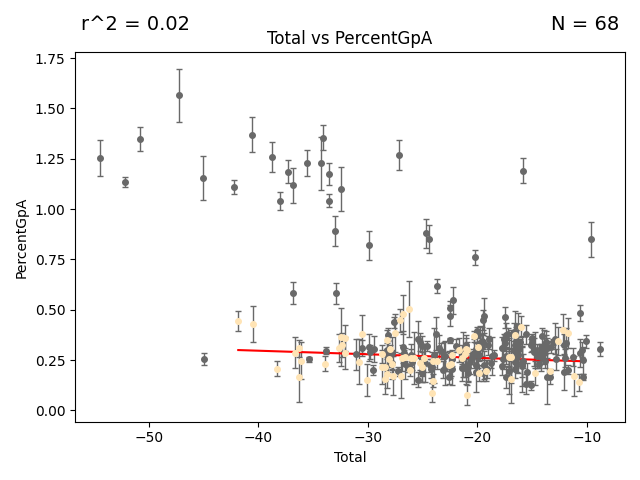 r^2 = 0.02
N = 68
Total vs PercentGpA
1.75
1.50
1.25
1.00
0.75
0.50
0.25
0.00
PercentGpA
−50
−40
−30
−20
−10
Total